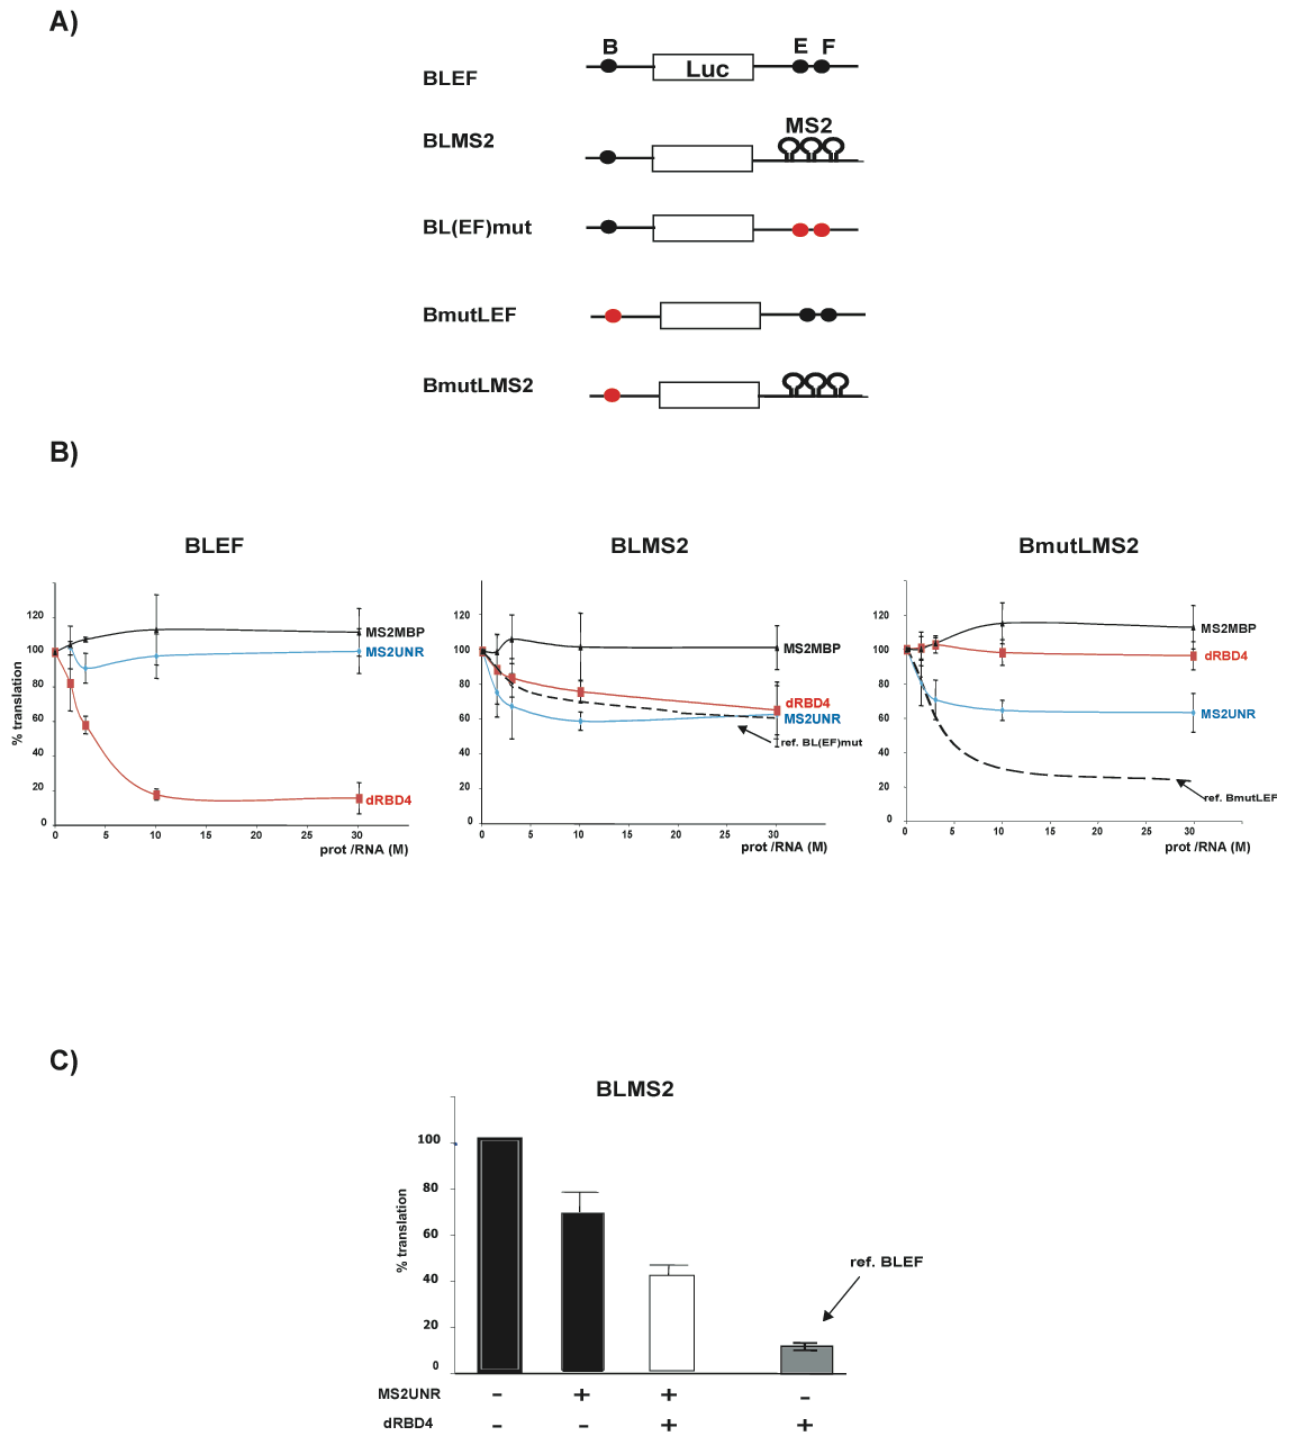 A)
B E F
BLEF Luc
MS2
BLMS2
BL(EF)mut
BmutLEF
BmutLMS2
B)
BLEF
% translation
120
100
80
60
40
20
0
0 5 10 15 20 25 30
prot /RNA (M)
MS2MBP
MS2UNR
dRBD4
BLMS2
120
100
80
60
40
20
0
0 5 10 15 20 25 30
prot /RNA (M)
MS2MBP
dRBD4
MS2UNR
ref. BL(EF)mut
BmutLMS2
120
100
80
60
40
20
0
0 5 10 15 20 25 30
prot /RNA (M)
MS2MBP
dRBD4
MS2UNR
ref. BmutLEF
C)
BLMS2
% translation
100
80
60
40
20
0
ref. BLEF
MS2UNR - + + -
dRBD4 - - + +